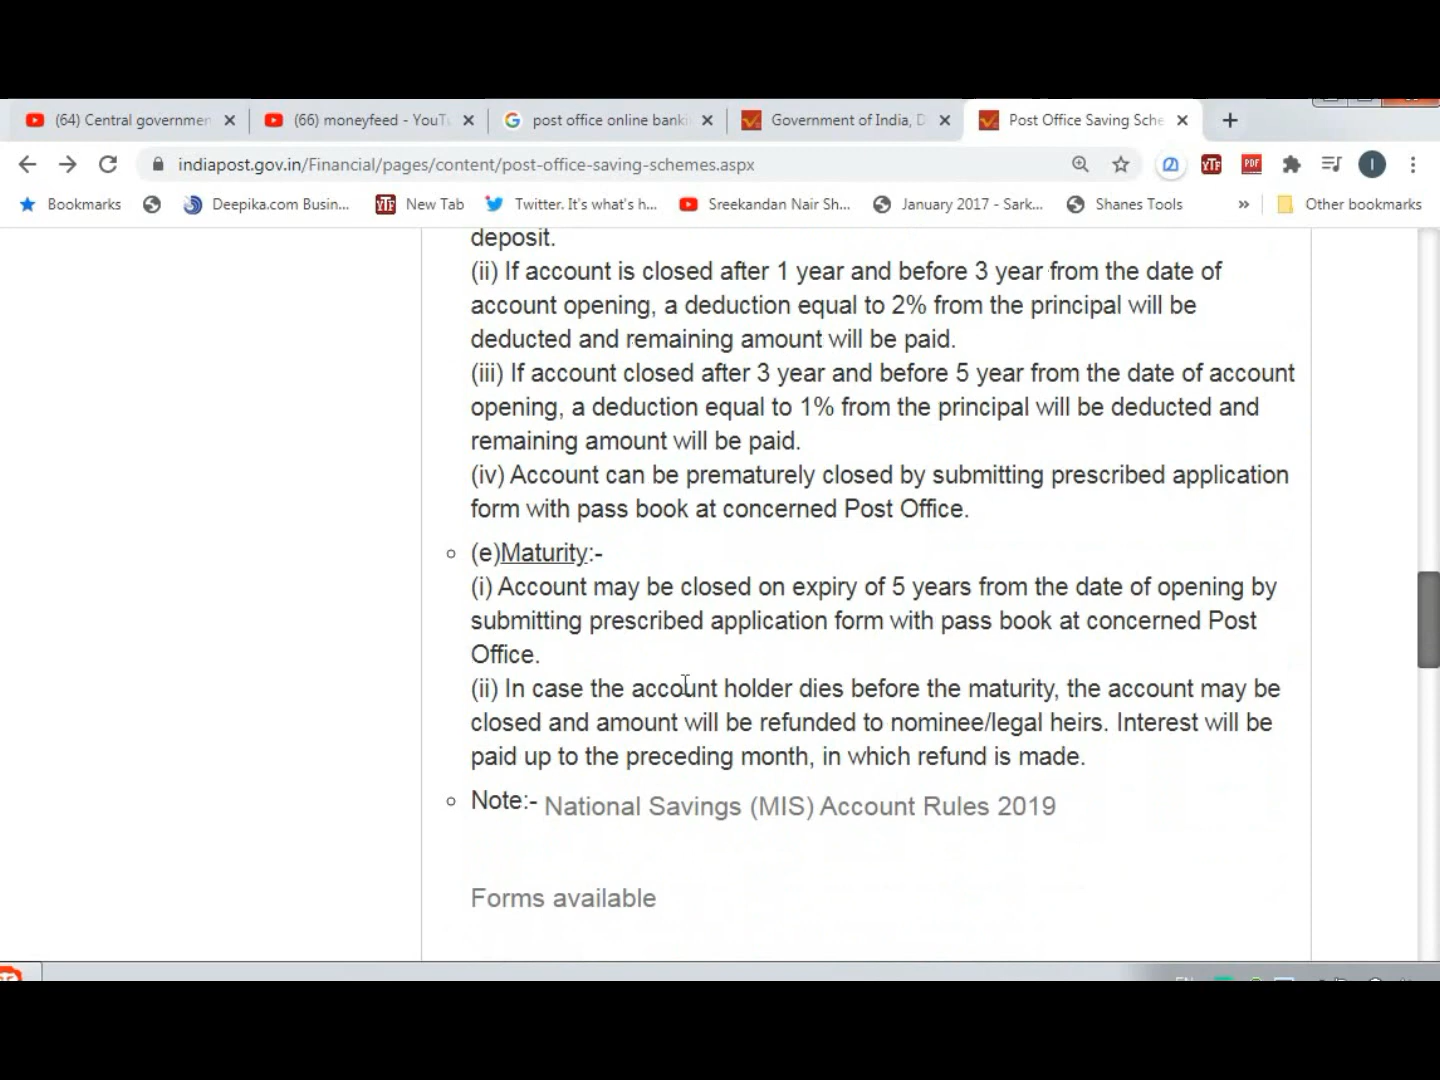 (64) Central governmen
(66) moneyfeed - YouTu
post office online banki
Government of India, D
Post Office Saving Sche
indiapost.gov.in/Financial/pages/content/post-office-saving-schemes.aspx
YTF
PDF
I
Bookmarks
Deepika.com Busin...
YTF
New Tab
Twitter. It's what's h...
Sreekandan Nair Sh...
January 2017 - Sark...
Shanes Tools
»
Other bookmarks
deposit.
(ii) If account is closed after 1 year and before 3 year from the date of
account opening, a deduction equal to 2% from the principal will be
deducted and remaining amount will be paid.
(iii) If account closed after 3 year and before 5 year from the date of account
opening, a deduction equal to 1% from the principal will be deducted and
remaining amount will be paid.
(iv) Account can be prematurely closed by submitting prescribed application
form with pass book at concerned Post Office.
(e)Maturity:-
(i) Account may be closed on expiry of 5 years from the date of opening by
submitting prescribed application form with pass book at concerned Post
Office.
(ii) In case the account holder dies before the maturity, the account may be
closed and amount will be refunded to nominee/legal heirs. Interest will be
paid up to the preceding month, in which refund is made.
Note:- National Savings (MIS) Account Rules 2019
Forms available